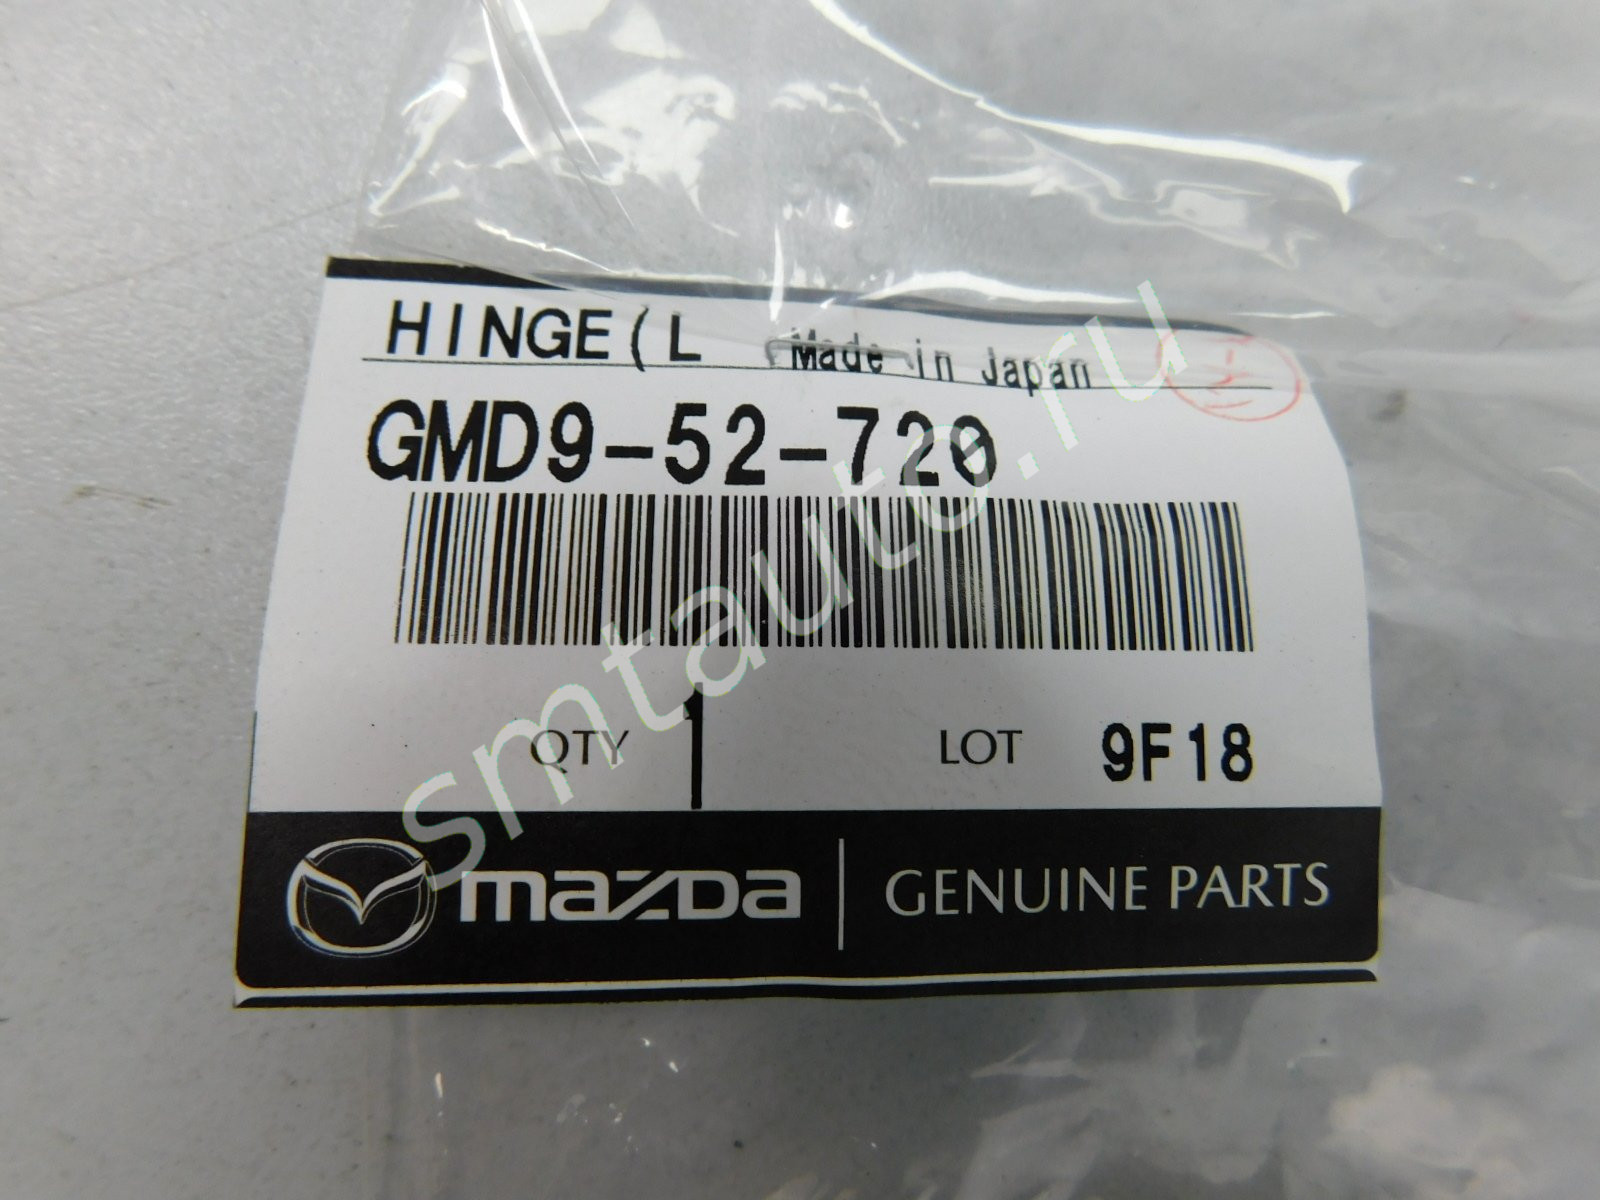 HINGE(L Made in Japan
GMD9-52-720
QTY 1 LOT 9F18
mazda GENUINE PARTS
smtauto.ru